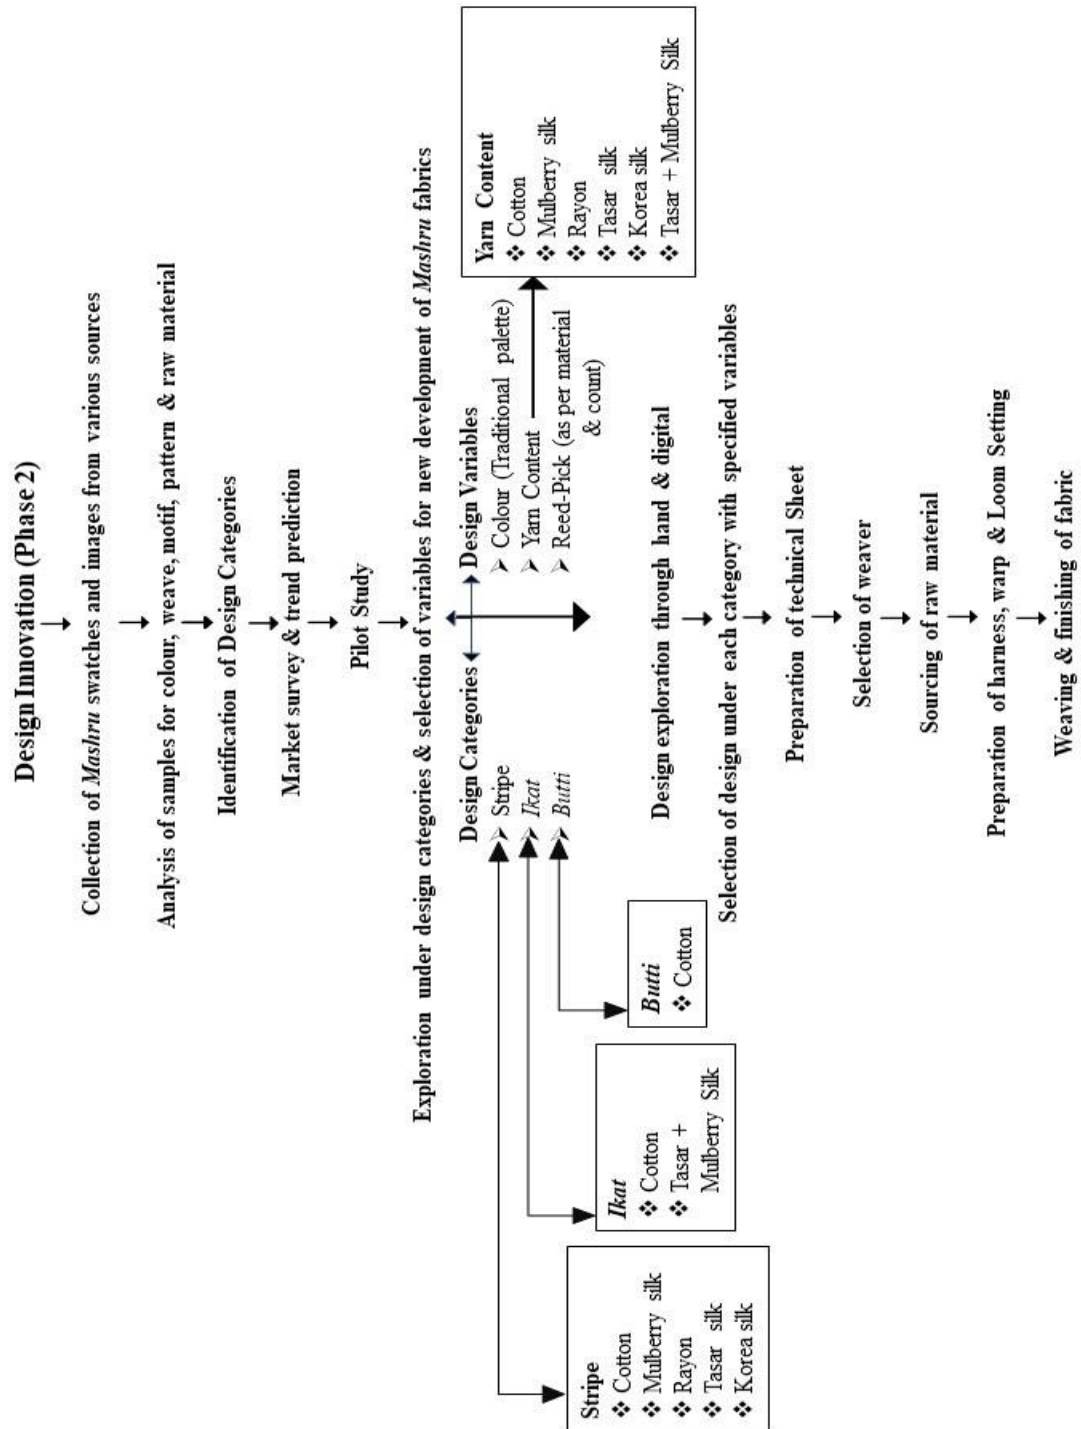 Design Innovation (Phase 2)
Collection of Mashru swatches and images from various sources
Analysis of samples for colour, weave, motif, pattern & raw material
Identification of Design Categories
Market survey & trend prediction
Pilot Study
Exploration under design categories & selection of variables for new development of Mashru fabrics
Design Categories
➢ Stripe
➢ Ikat
➢ Butti
Design Variables
➢ Colour (Traditional palette)
➢ Yarn Content
➢ Reed-Pick (as per material
& count)
Yarn Content
❖ Cotton
❖ Mulberry silk
❖ Rayon
❖ Tasar silk
❖ Korea silk
❖ Tasar + Mulberry Silk
Stripe
❖ Cotton
❖ Mulberry silk
❖ Rayon
❖ Tasar silk
❖ Korea silk
Ikat
❖ Cotton
❖ Tasar +
Mulberry Silk
Butti
❖ Cotton
Design exploration through hand & digital
Selection of design under each category with specified variables
Preparation of technical Sheet
Selection of weaver
Sourcing of raw material
Preparation of harness, warp & Loom Setting
Weaving & finishing of fabric